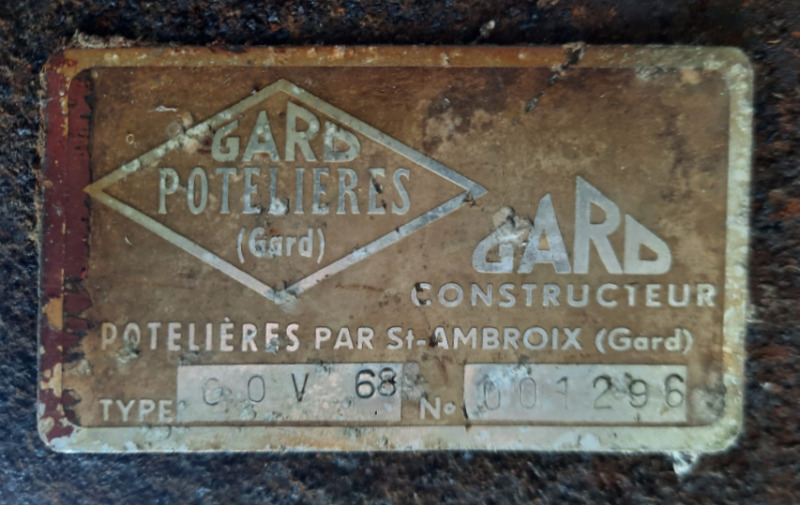 GARD
POTELIERES
(Gard)
GARD
CONSTRUCTEUR
POTELIÈRES PAR St-AMBROIX (Gard)
TYPE 68 No 001296